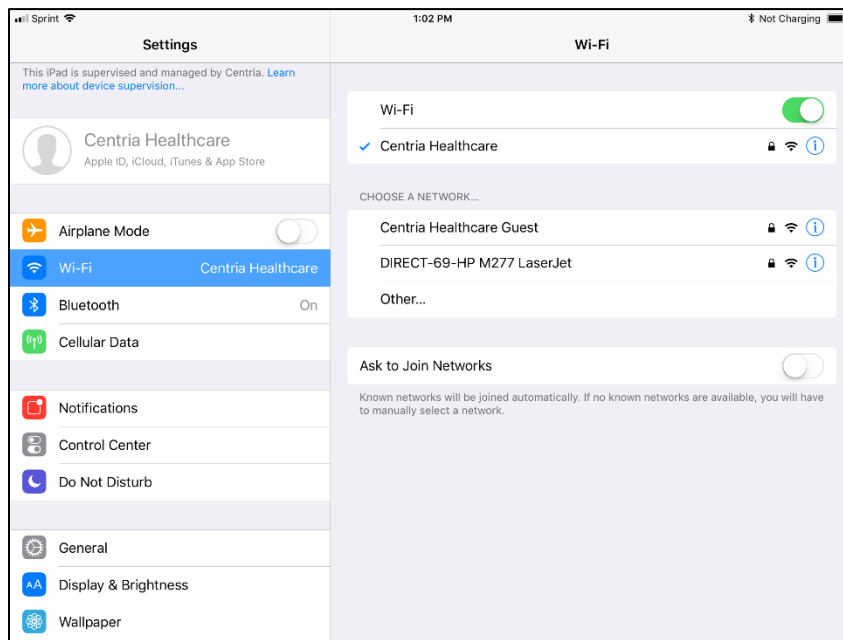 Sprint
1:02 PM
Not Charging
Settings
Wi-Fi
This iPad is supervised and managed by Centria. Learn
more about device supervision...
Centria Healthcare
Apple ID, iCloud, iTunes & App Store
Airplane Mode
Wi-Fi Centria Healthcare
Bluetooth On
Cellular Data
Notifications
Control Center
Do Not Disturb
General
AA Display & Brightness
Wallpaper
Wi-Fi
Centria Healthcare
CHOOSE A NETWORK...
Centria Healthcare Guest
DIRECT-69-HP M277 LaserJet
Other...
Ask to Join Networks
Known networks will be joined automatically. If no known networks are available, you will have
to manually select a network.